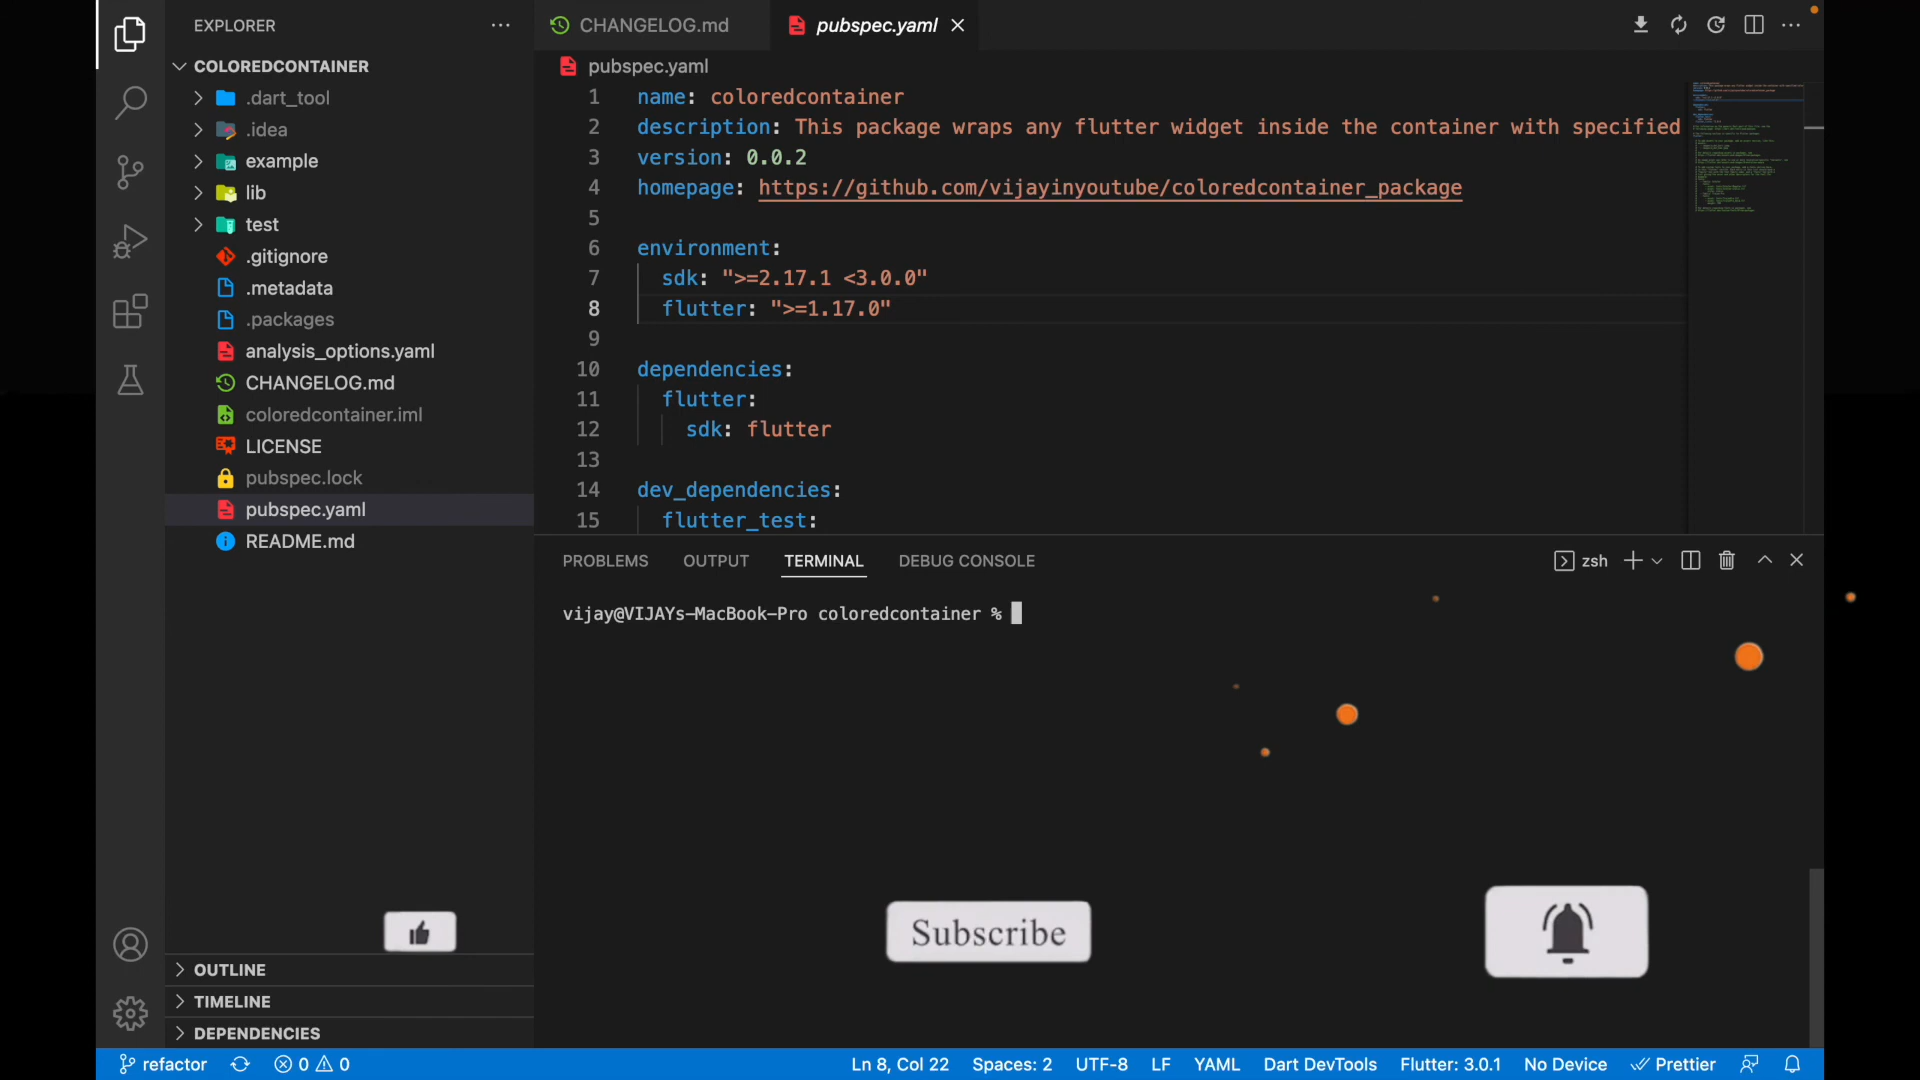 EXPLORER
COLOREDCONTAINER
.dart_tool
.idea
example
lib
test
.gitignore
.metadata
.packages
analysis_options.yaml
CHANGELOG.md
coloredcontainer.iml
LICENSE
pubspec.lock
pubspec.yaml
README.md
OUTLINE
TIMELINE
DEPENDENCIES
CHANGELOG.md
pubspec.yaml
pubspec.yaml
1 name: coloredcontainer
2 description: This package wraps any flutter widget inside the container with specified
3 version: 0.0.2
4 homepage: https://github.com/vijayinyoutube/coloredcontainer_package
5
6 environment:
7 sdk: ">=2.17.1 <3.0.0"
8 flutter: ">=1.17.0"
9
10 dependencies:
11 flutter:
12 sdk: flutter
13
14 dev_dependencies:
15 flutter_test:
PROBLEMS OUTPUT TERMINAL DEBUG CONSOLE zsh
vijay@VIJAYs-MacBook-Pro coloredcontainer %
Subscribe
refactor 0 0 Ln 8, Col 22 Spaces: 2 UTF-8 LF YAML Dart DevTools Flutter: 3.0.1 No Device Prettier